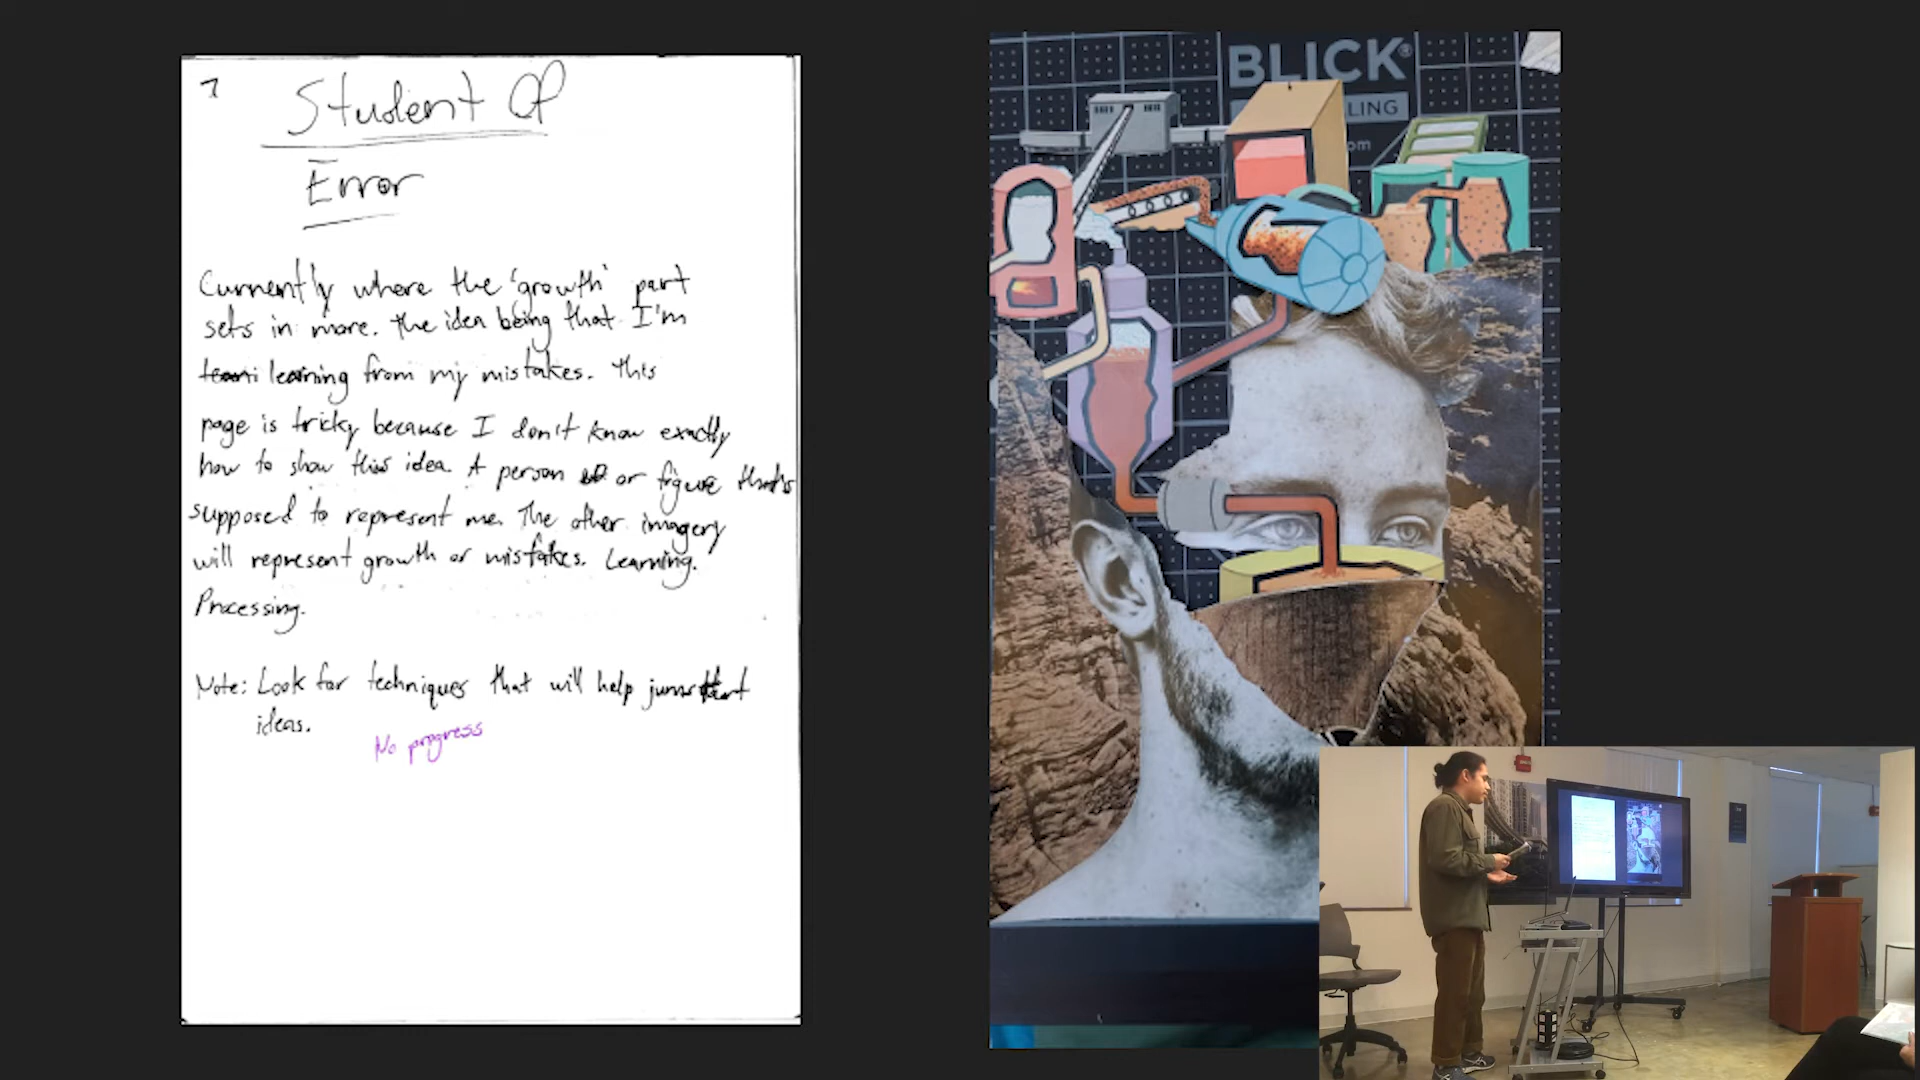 7
Student Of
Error
Currently where the 'growth' part
sets in more. The idea being that I'm
learning from my mistakes. This
page is tricky because I don't know exactly
how to show this idea. A person or figure that's
supposed to represent me. The other imagery
will represent growth or mistakes. Learning.
Processing.
Note: Look for techniques that will help
ideas.
No progress
BLICK®
LING
om